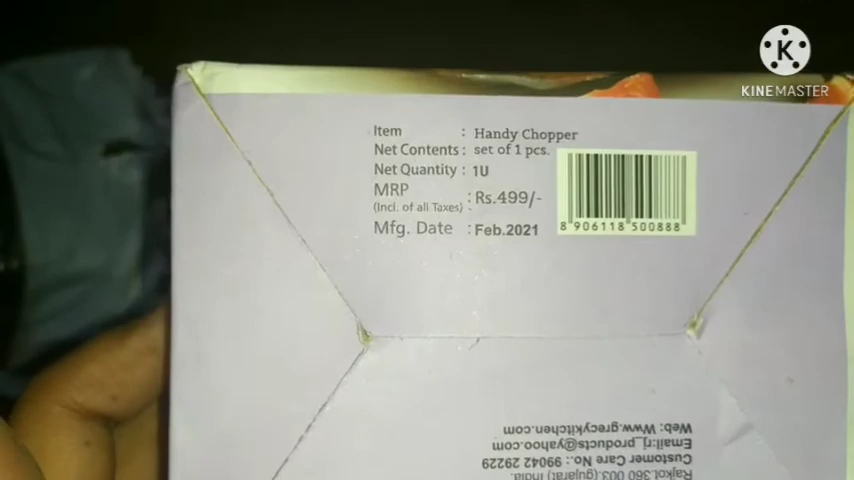 KINEMASTER
Item : Handy Chopper
Net Contents : set of 1 pcs.
Net Quantity : 1U
MRP : Rs.499/-
(Incl. of all Taxes)
Mfg. Date : Feb.2021
8 906118 500888
Rajkot.360 003.(gujarat) India.
Customer Care No.: 99042 29229
Email:rj_products@yahoo.com
Web: Www.grecykitchen.com